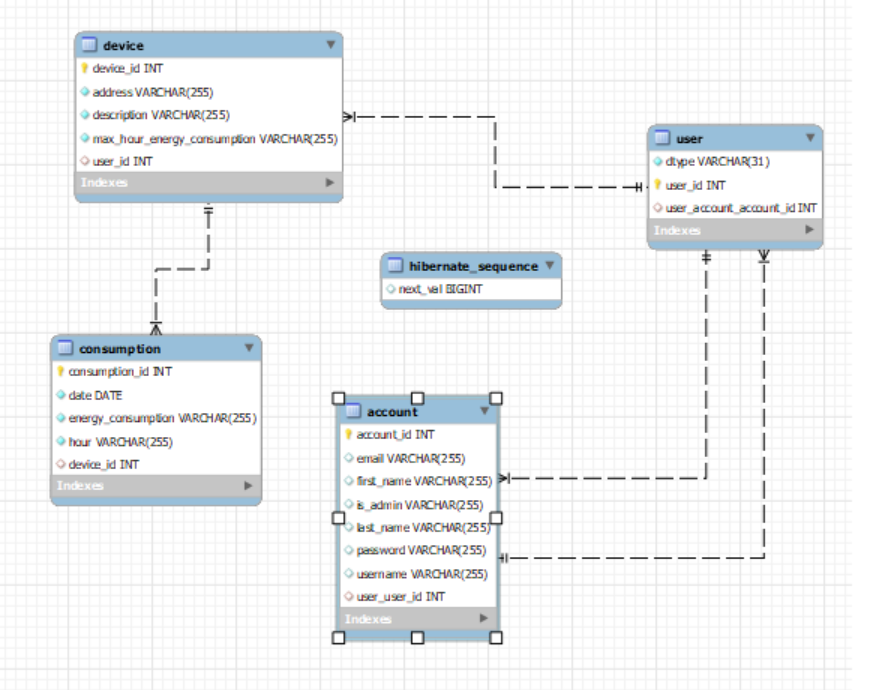 device
device_id INT
address VARCHAR(255)
description VARCHAR(255)
max_hour_energy_consumption VARCHAR(255)
user_id INT
Indexes
user
dtype VARCHAR(31)
user_id INT
user_account_account_id INT
Indexes
hibernate_sequence
next_val BIGINT
consumption
consumption_id INT
date DATE
energy_consumption VARCHAR(255)
hour VARCHAR(255)
device_id INT
Indexes
account
account_id INT
email VARCHAR(255)
first_name VARCHAR(255)
is_admin VARCHAR(255)
last_name VARCHAR(255)
password VARCHAR(255)
username VARCHAR(255)
user_user_id INT
Indexes